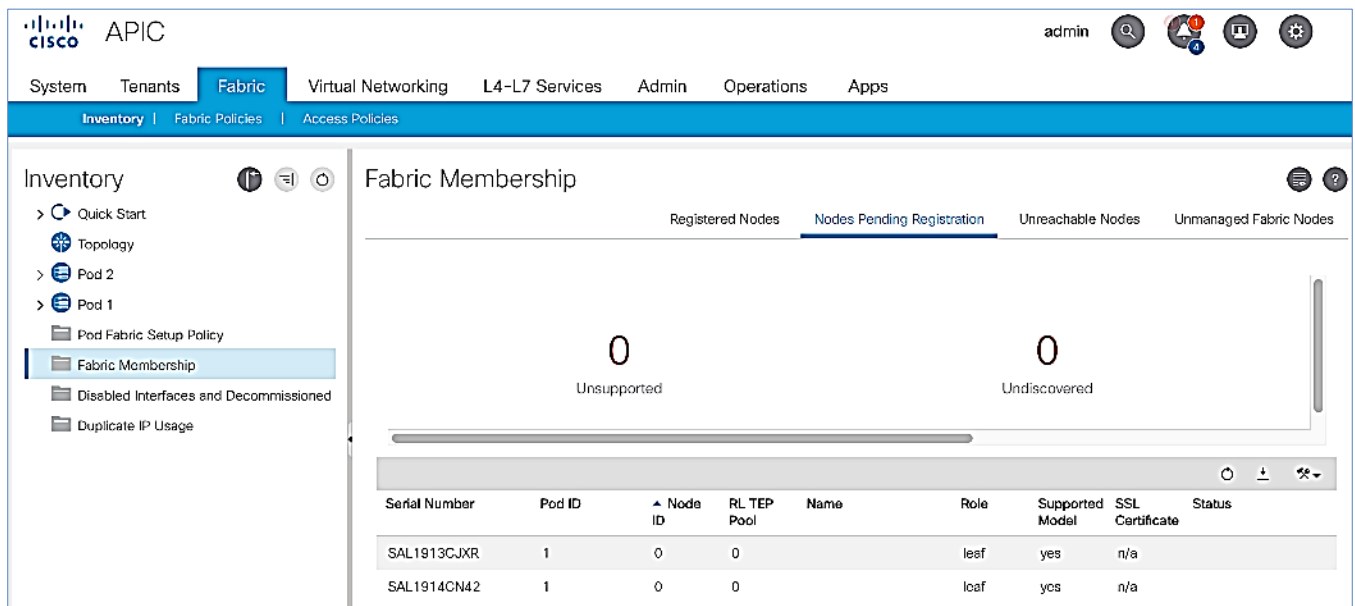 CISCO APIC admin 1 4
System Tenants Fabric Virtual Networking L4-L7 Services Admin Operations Apps
Inventory | Fabric Policies | Access Policies
Inventory
Quick Start
Topology
Pod 2
Pod 1
Pod Fabric Setup Policy
Fabric Membership
Disabled Interfaces and Decommissioned
Duplicate IP Usage
Fabric Membership ?
Registered Nodes Nodes Pending Registration Unreachable Nodes Unmanaged Fabric Nodes
0 0
Unsupported Undiscovered
Serial Number Pod ID Node ID RL TEP Pool Name Role Supported Model SSL Certificate Status
SAL1913CJXR 1 0 0 leaf yes n/a
SAL1914CN42 1 0 0 leaf yes n/a